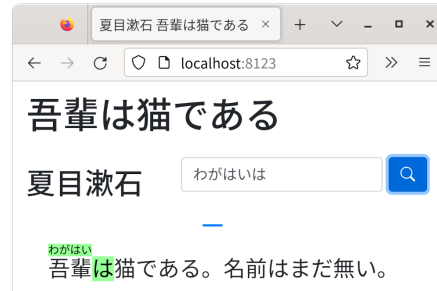 夏目漱石 吾輩は猫である
localhost:8123
吾輩は猫である
夏目漱石
わがはいは
わがはい
吾輩は猫である。名前はまだ無い。